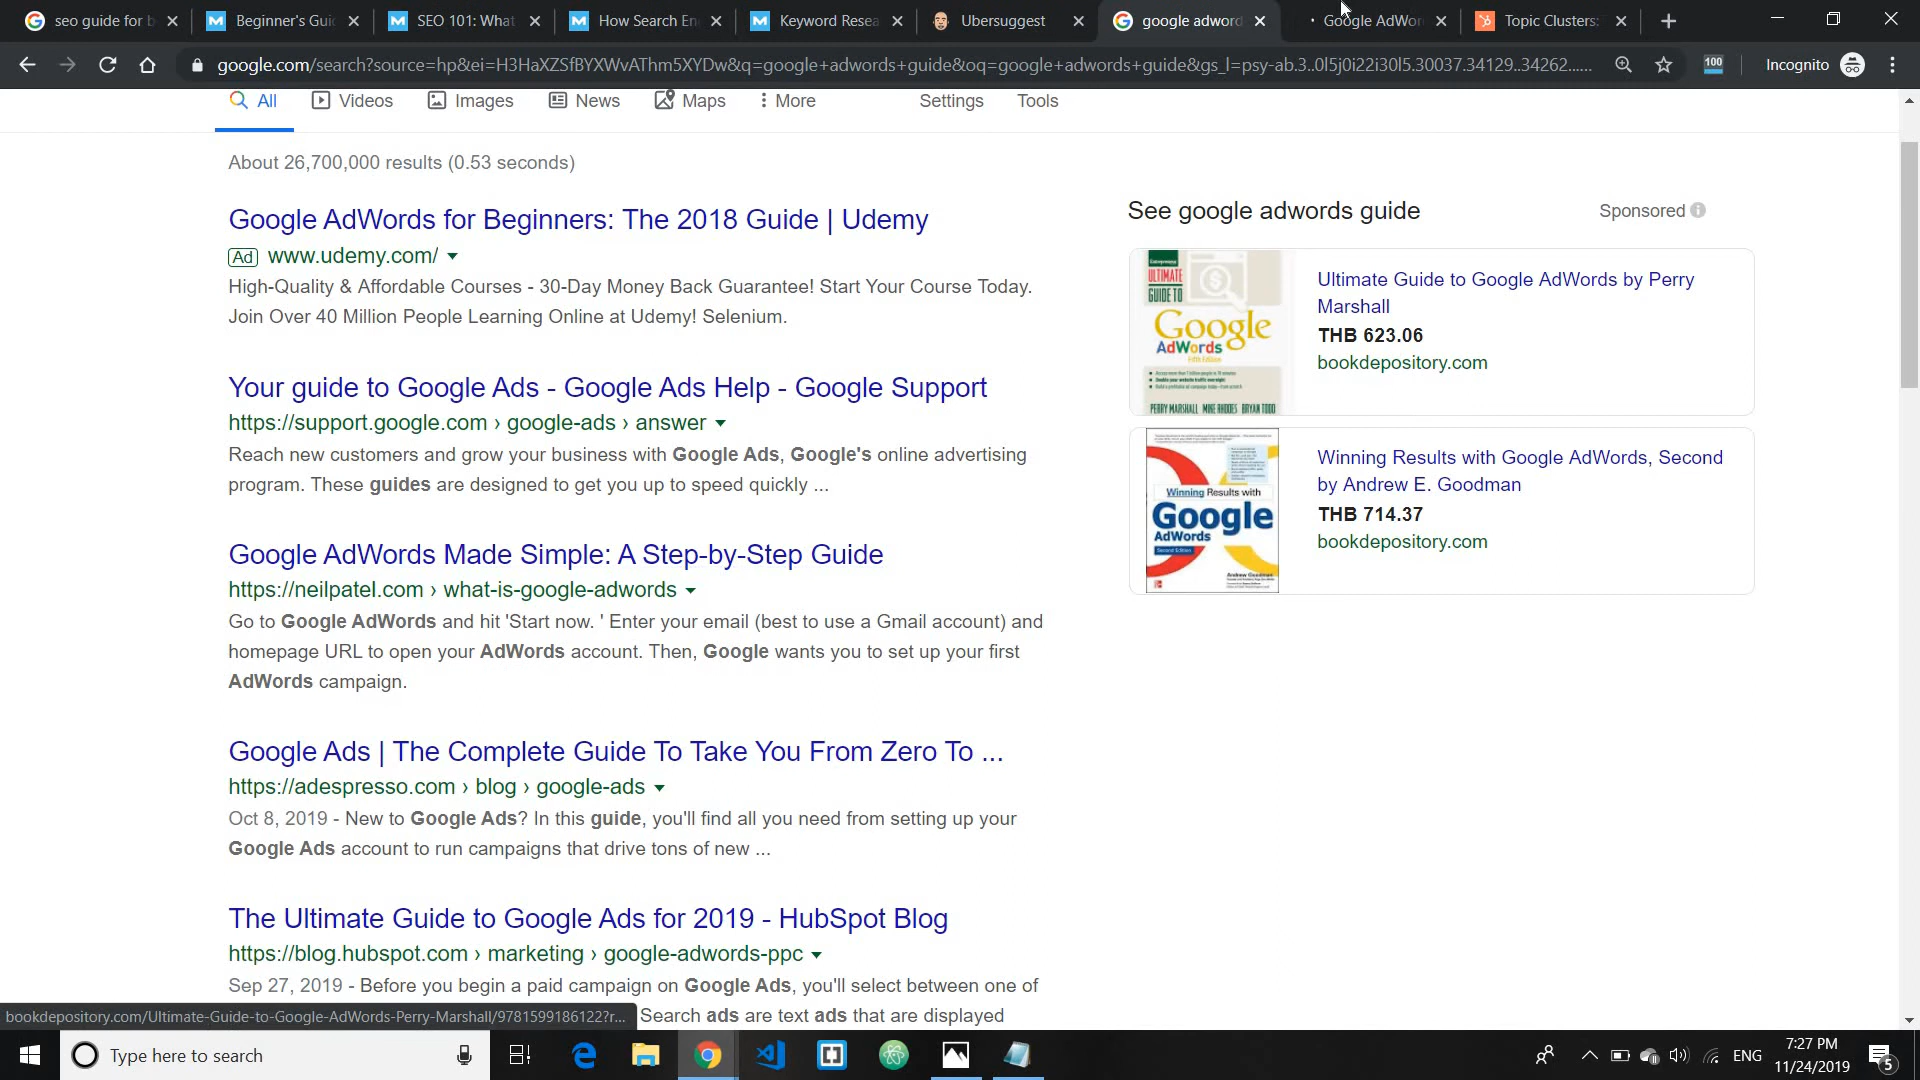 seo guide for b
Beginner's Guid
SEO 101: What
How Search En
Keyword Resea
Ubersuggest
google adword
Google AdWor
Topic Clusters:
google.com/search?source=hp&ei=H3HaXZSfBYXWvAThm5XYDw&q=google+adwords+guide&oq=google+adwords+guide&gs_l=psy-ab.3..0l5j0i22i30l5.30037.34129..34262......
100
Incognito
All
Videos
Images
News
Maps
More
Settings
Tools
About 26,700,000 results (0.53 seconds)
Google AdWords for Beginners: The 2018 Guide | Udemy
Ad www.udemy.com/
High-Quality & Affordable Courses - 30-Day Money Back Guarantee! Start Your Course Today.
Join Over 40 Million People Learning Online at Udemy! Selenium.
Your guide to Google Ads - Google Ads Help - Google Support
https://support.google.com › google-ads › answer
Reach new customers and grow your business with Google Ads, Google's online advertising
program. These guides are designed to get you up to speed quickly ...
Google AdWords Made Simple: A Step-by-Step Guide
https://neilpatel.com › what-is-google-adwords
Go to Google AdWords and hit 'Start now. ' Enter your email (best to use a Gmail account) and
homepage URL to open your AdWords account. Then, Google wants you to set up your first
AdWords campaign.
Google Ads | The Complete Guide To Take You From Zero To ...
https://adespresso.com › blog › google-ads
Oct 8, 2019 - New to Google Ads? In this guide, you'll find all you need from setting up your
Google Ads account to run campaigns that drive tons of new ...
The Ultimate Guide to Google Ads for 2019 - HubSpot Blog
https://blog.hubspot.com › marketing › google-adwords-ppc
Sep 27, 2019 - Before you begin a paid campaign on Google Ads, you'll select between one of
Search ads are text ads that are displayed
See google adwords guide
Sponsored
Entrepreneur
ULTIMATE
GUIDE TO
Google
AdWords
Fifth Edition
PERRY MARSHALL MIKE RHODES BRYAN TODD
Ultimate Guide to Google AdWords by Perry
Marshall
THB 623.06
bookdepository.com
Winning Results with
Google
AdWords
Second Edition
Andrew Goodman
Winning Results with Google AdWords, Second
by Andrew E. Goodman
THB 714.37
bookdepository.com
bookdepository.com/Ultimate-Guide-to-Google-AdWords-Perry-Marshall/9781599186122?r...
Type here to search
ENG
7:27 PM
11/24/2019
5